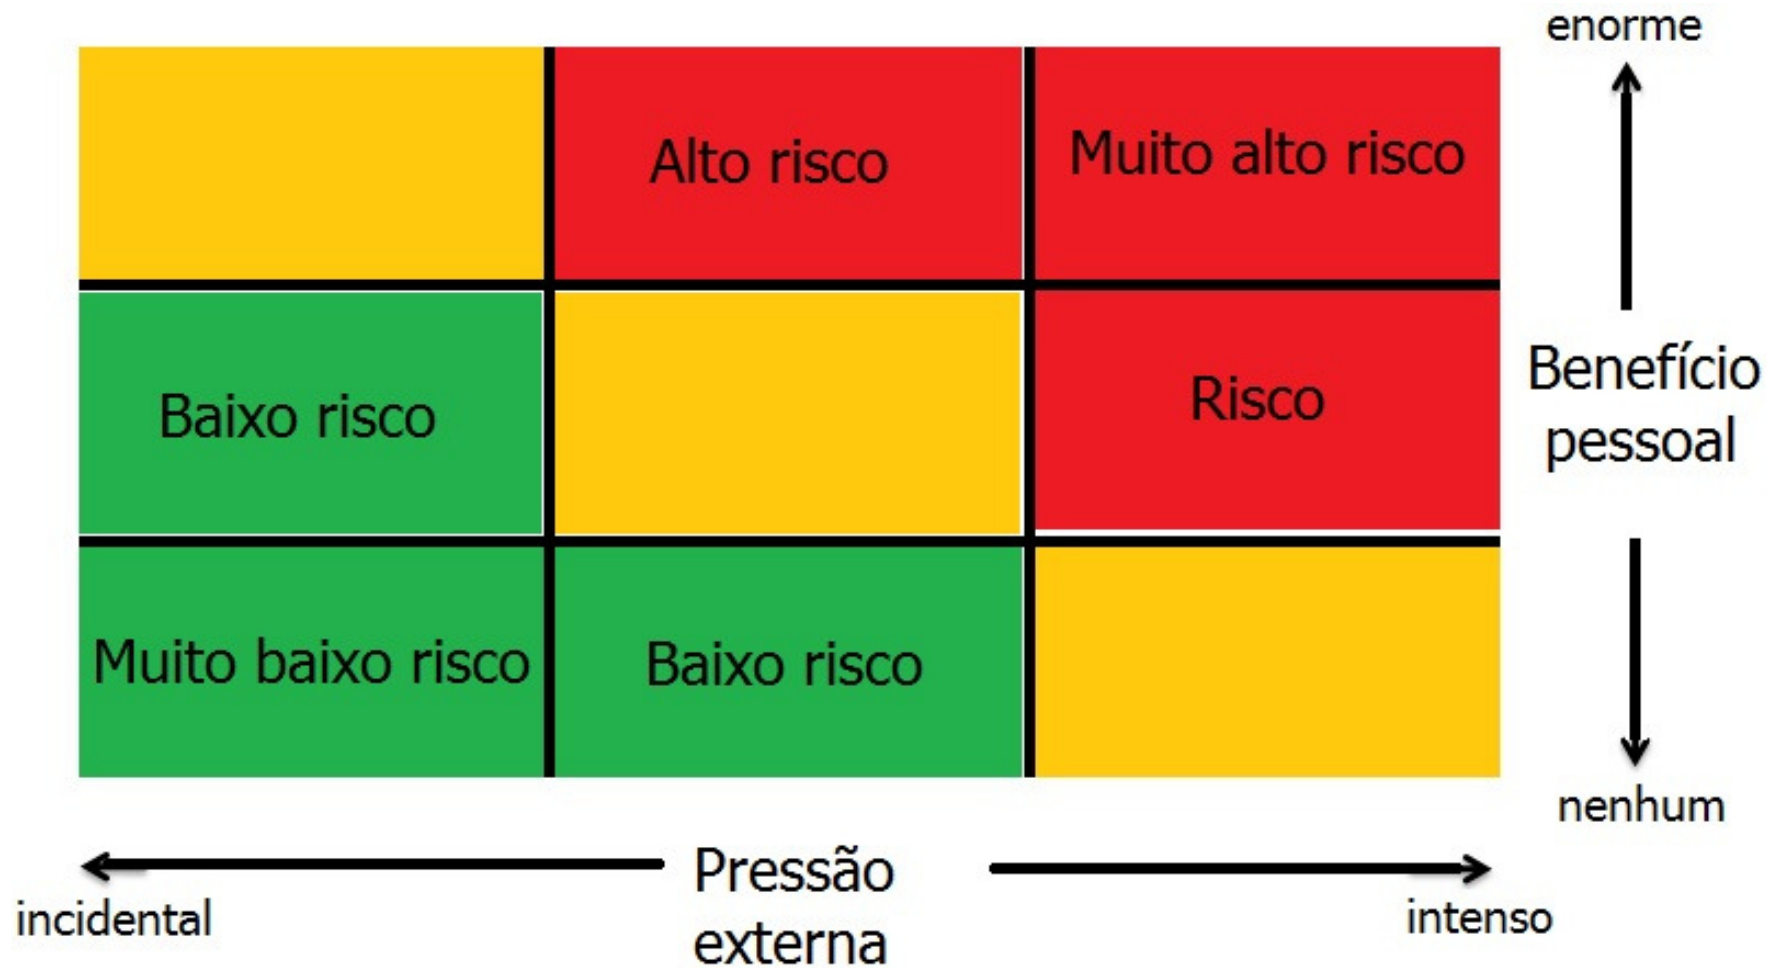 enorme
Alto risco
Muito alto risco
Baixo risco
Risco
Benefício
pessoal
Muito baixo risco
Baixo risco
nenhum
Pressão
externa
incidental
intenso